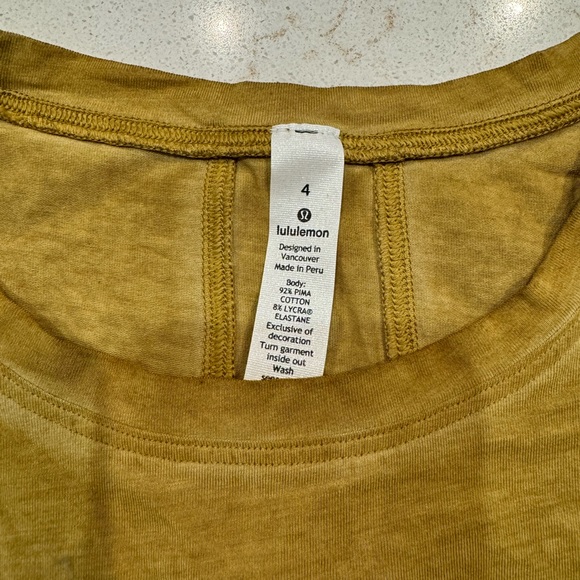 4
lululemon
Designed in
Vancouver
Made in Peru
Body:
92% PIMA
COTTON
8% LYCRA®
ELASTANE
Exclusive of
decoration
Turn garment
inside out
Wash